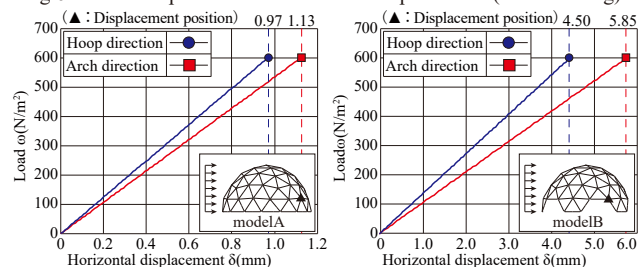 (▲: Displacement position) 0.97 1.13
Hoop direction
Arch direction
700
600
500
400
300
200
100
0
Load ω(N/m²)
modelA
0 0.2 0.4 0.6 0.8 1.0 1.2
Horizontal displacement δ(mm)
(▲: Displacement position) 4.50 5.85
Hoop direction
Arch direction
700
600
500
400
300
200
100
0
Loadω(N/m²)
modelB
0 1.0 2.0 3.0 4.0 5.0 6.0
Horizontal displacement δ(mm)